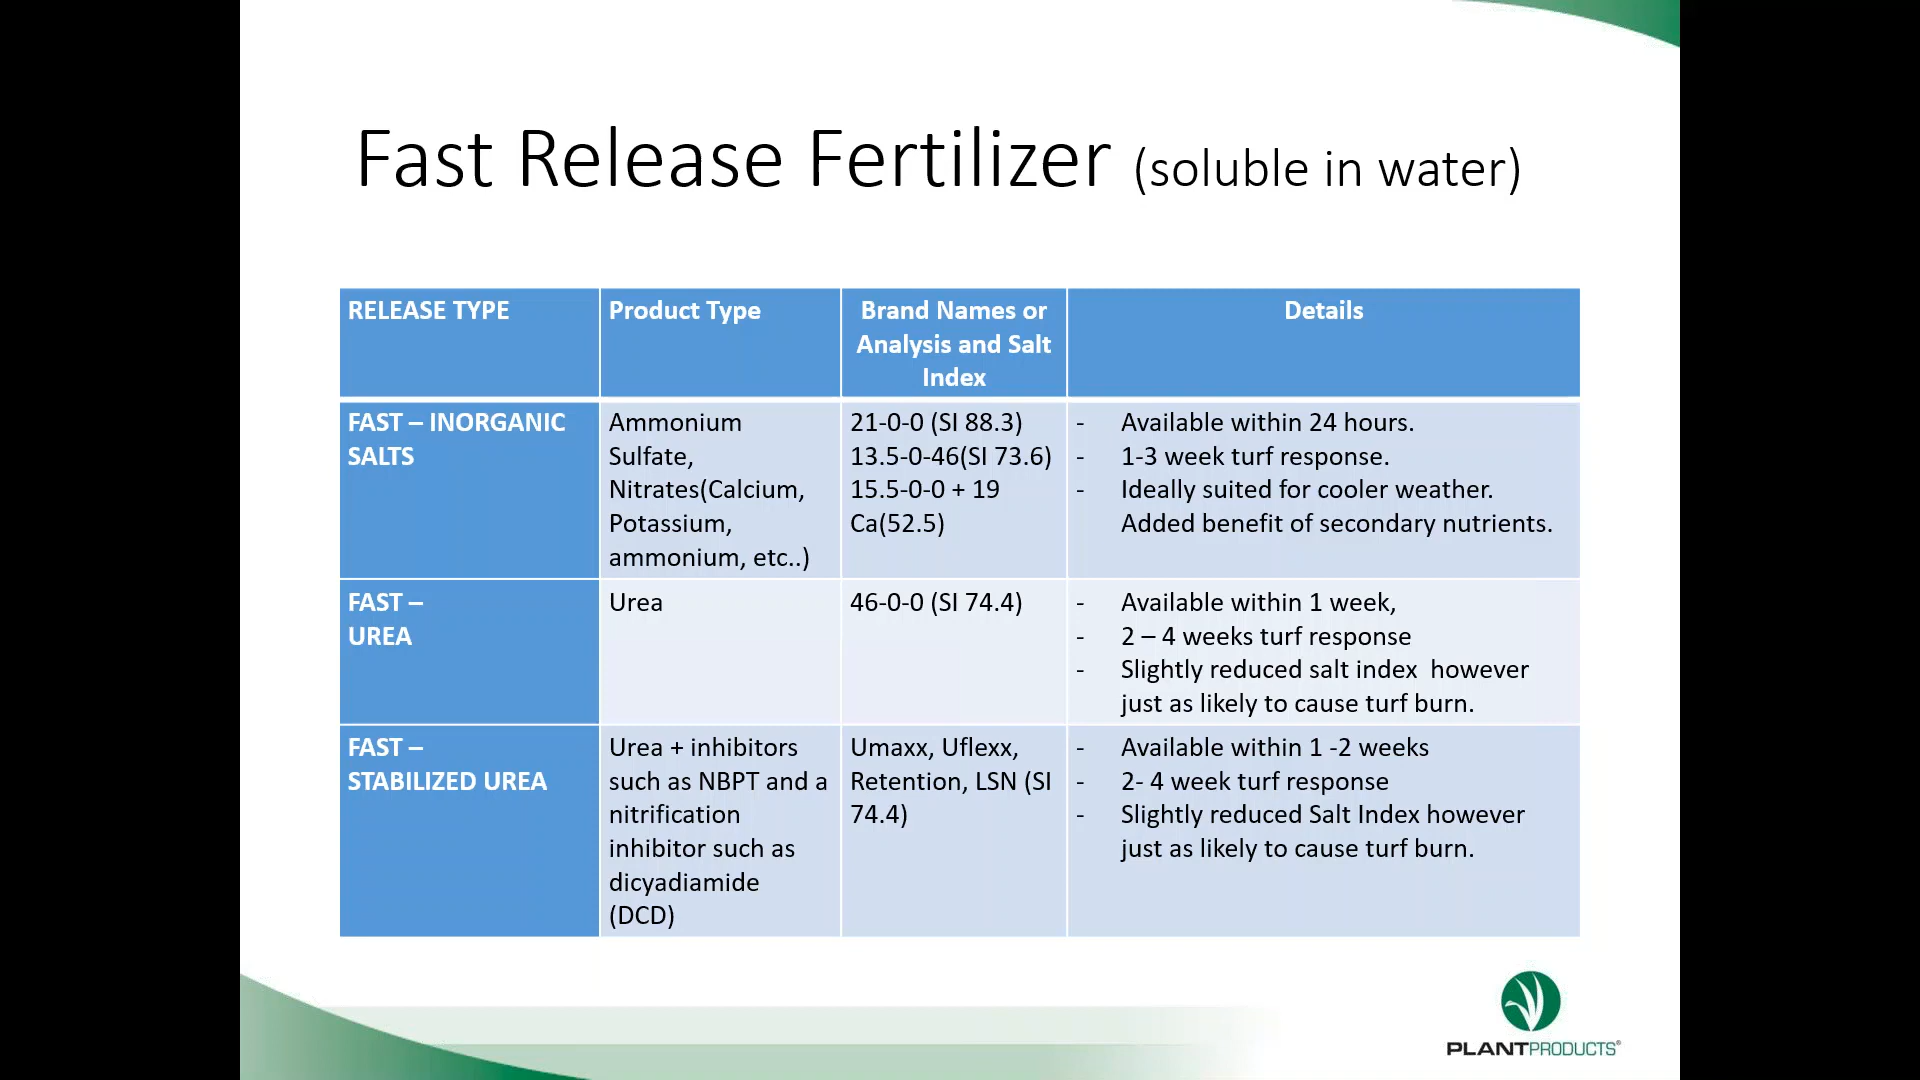 Fast Release Fertilizer (soluble in water)
RELEASE TYPE
Product Type
Brand Names or
Analysis and Salt
Index
Details
FAST – INORGANIC
SALTS
Ammonium
Sulfate,
Nitrates(Calcium,
Potassium,
ammonium, etc..)
21-0-0 (SI 88.3)
13.5-0-46(SI 73.6)
15.5-0-0 + 19
Ca(52.5)
- Available within 24 hours.
- 1-3 week turf response.
- Ideally suited for cooler weather.
Added benefit of secondary nutrients.
FAST –
UREA
Urea
46-0-0 (SI 74.4)
- Available within 1 week,
- 2 – 4 weeks turf response
- Slightly reduced salt index  however
just as likely to cause turf burn.
FAST –
STABILIZED UREA
Urea + inhibitors
such as NBPT and a
nitrification
inhibitor such as
dicyadiamide
(DCD)
Umaxx, Uflexx,
Retention, LSN (SI
74.4)
- Available within 1 -2 weeks
- 2- 4 week turf response
- Slightly reduced Salt Index however
just as likely to cause turf burn.
PLANTPRODUCTS®